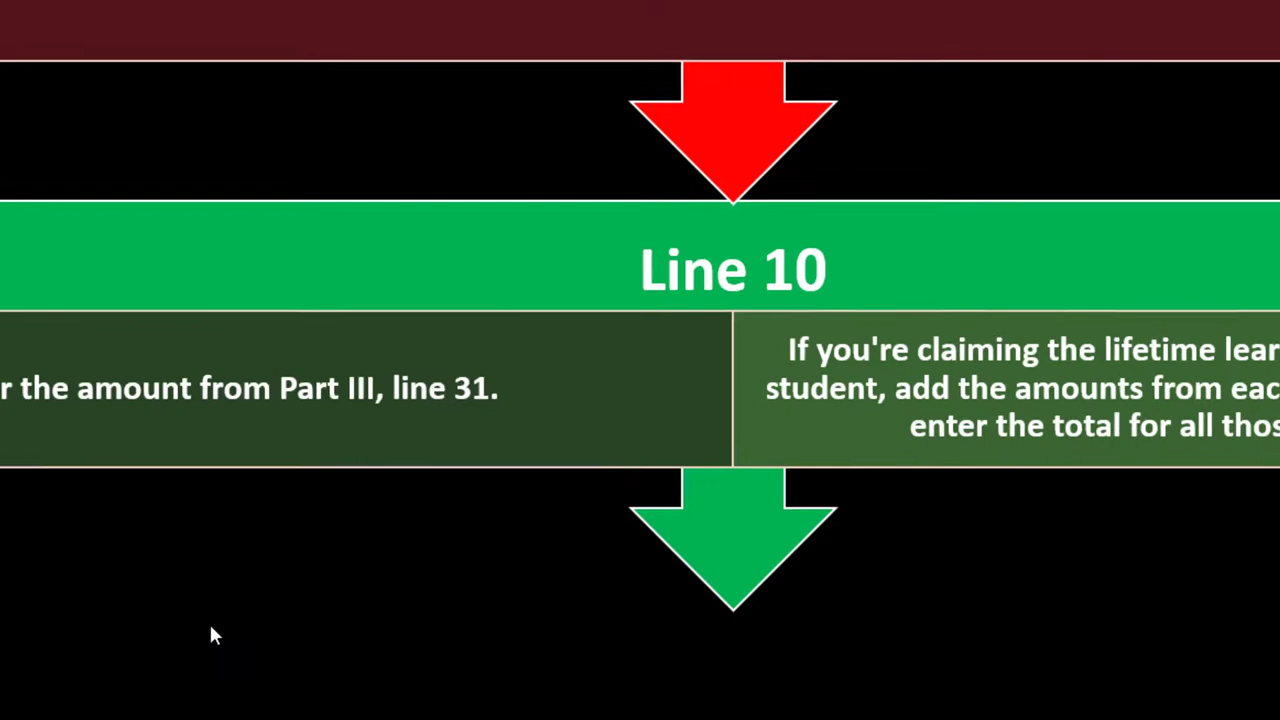 Line 10
r the amount from Part III, line 31.
If you're claiming the lifetime lear
student, add the amounts from eac
enter the total for all thos